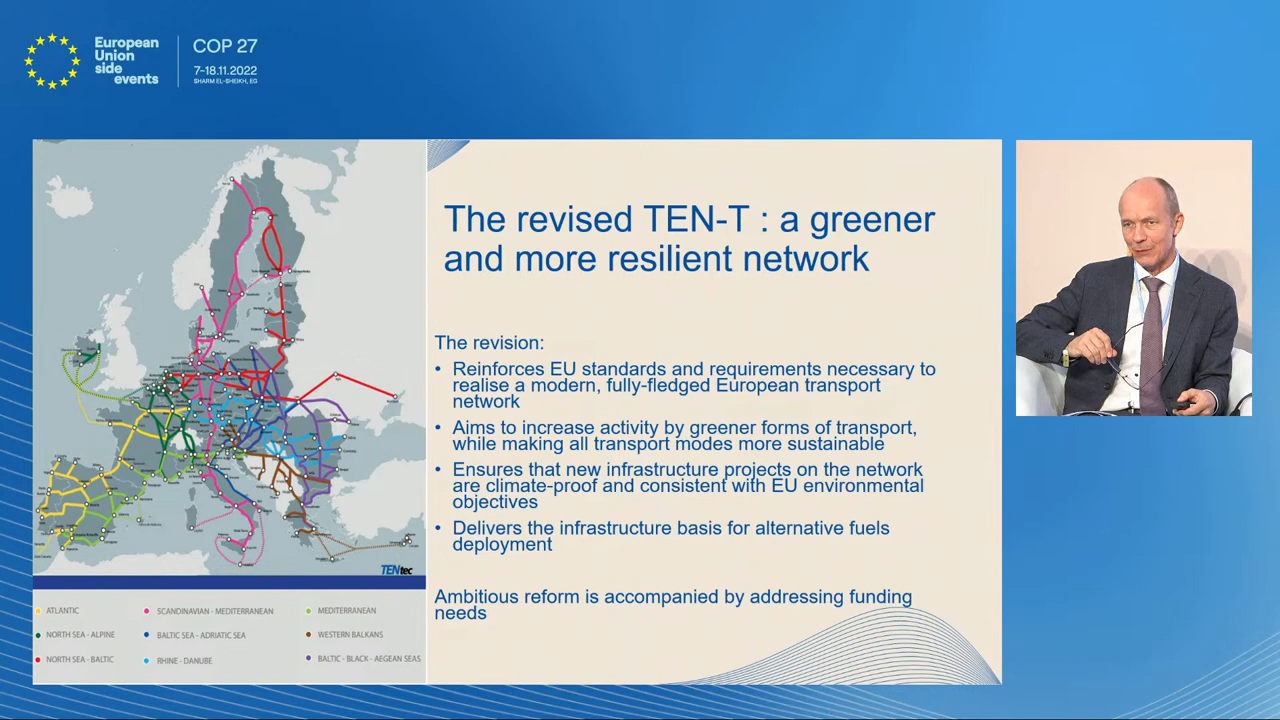 European
Union
side
events
COP 27
7-18.11.2022
SHARM EL-SHEIKH, EG
The revised TEN-T : a greener
and more resilient network
The revision:
• Reinforces EU standards and requirements necessary to
realise a modern, fully-fledged European transport
network
• Aims to increase activity by greener forms of transport,
while making all transport modes more sustainable
• Ensures that new infrastructure projects on the network
are climate-proof and consistent with EU environmental
objectives
• Delivers the infrastructure basis for alternative fuels
deployment
Ambitious reform is accompanied by addressing funding
needs
TENtec
ATLANTIC
SCANDINAVIAN - MEDITERRANEAN
MEDITERRANEAN
NORTH SEA - ALPINE
BALTIC SEA - ADRIATIC SEA
WESTERN BALKANS
NORTH SEA - BALTIC
RHINE - DANUBE
BALTIC - BLACK - AEGEAN SEAS